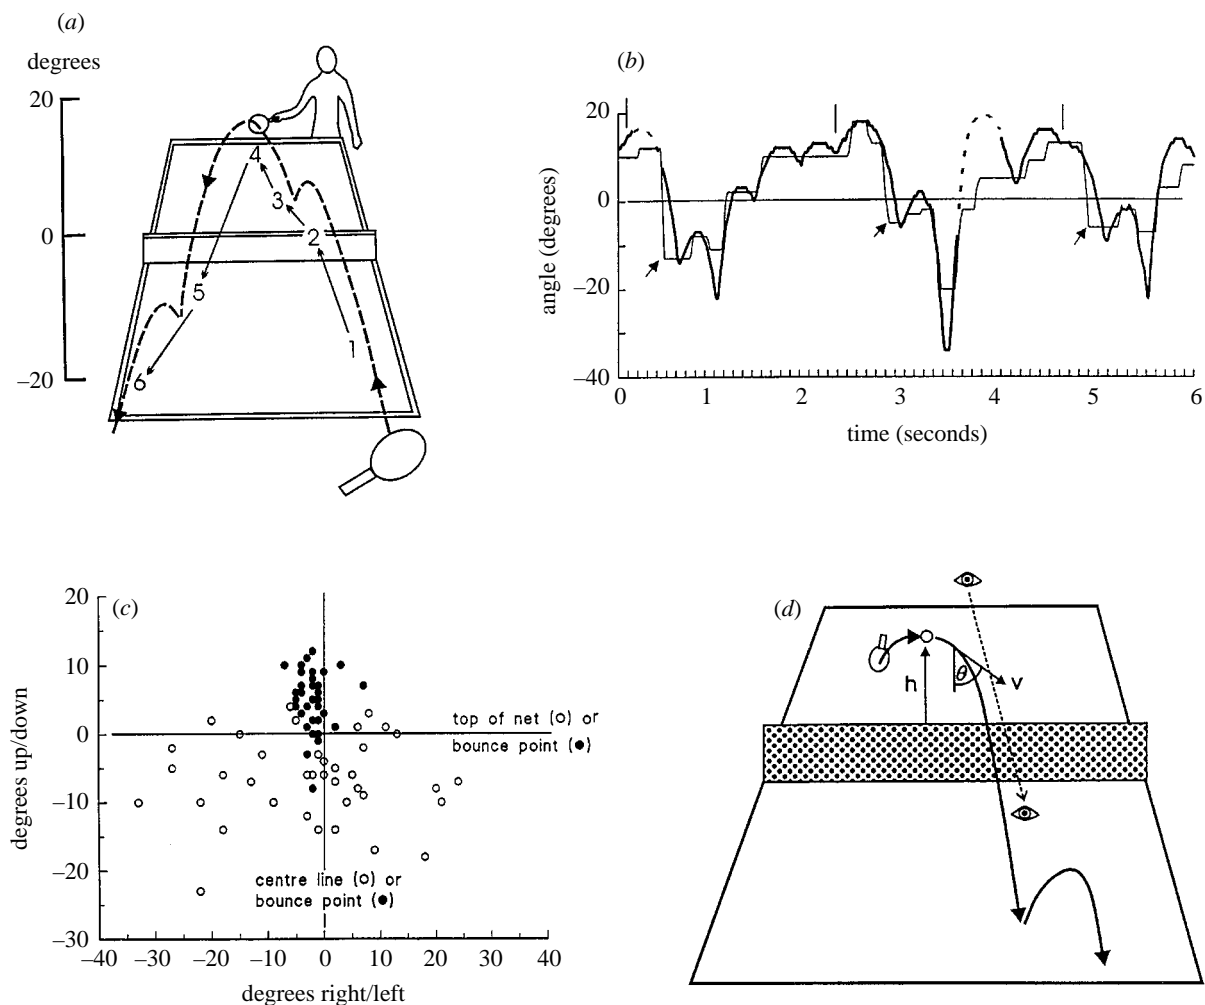 (a)
degrees
20
0
–20
1
2
3
4
5
6
(b)
angle (degrees)
20
0
–20
–40
0 1 2 3 4 5 6
time (seconds)
(c)
degrees up/down
20
10
0
–10
–20
–30
top of net (o) or
bounce point (●)
centre line (o) or
bounce point (●)
–40 –20 –10 0 10 20 30 40
degrees right/left
(d)
h
θ
v